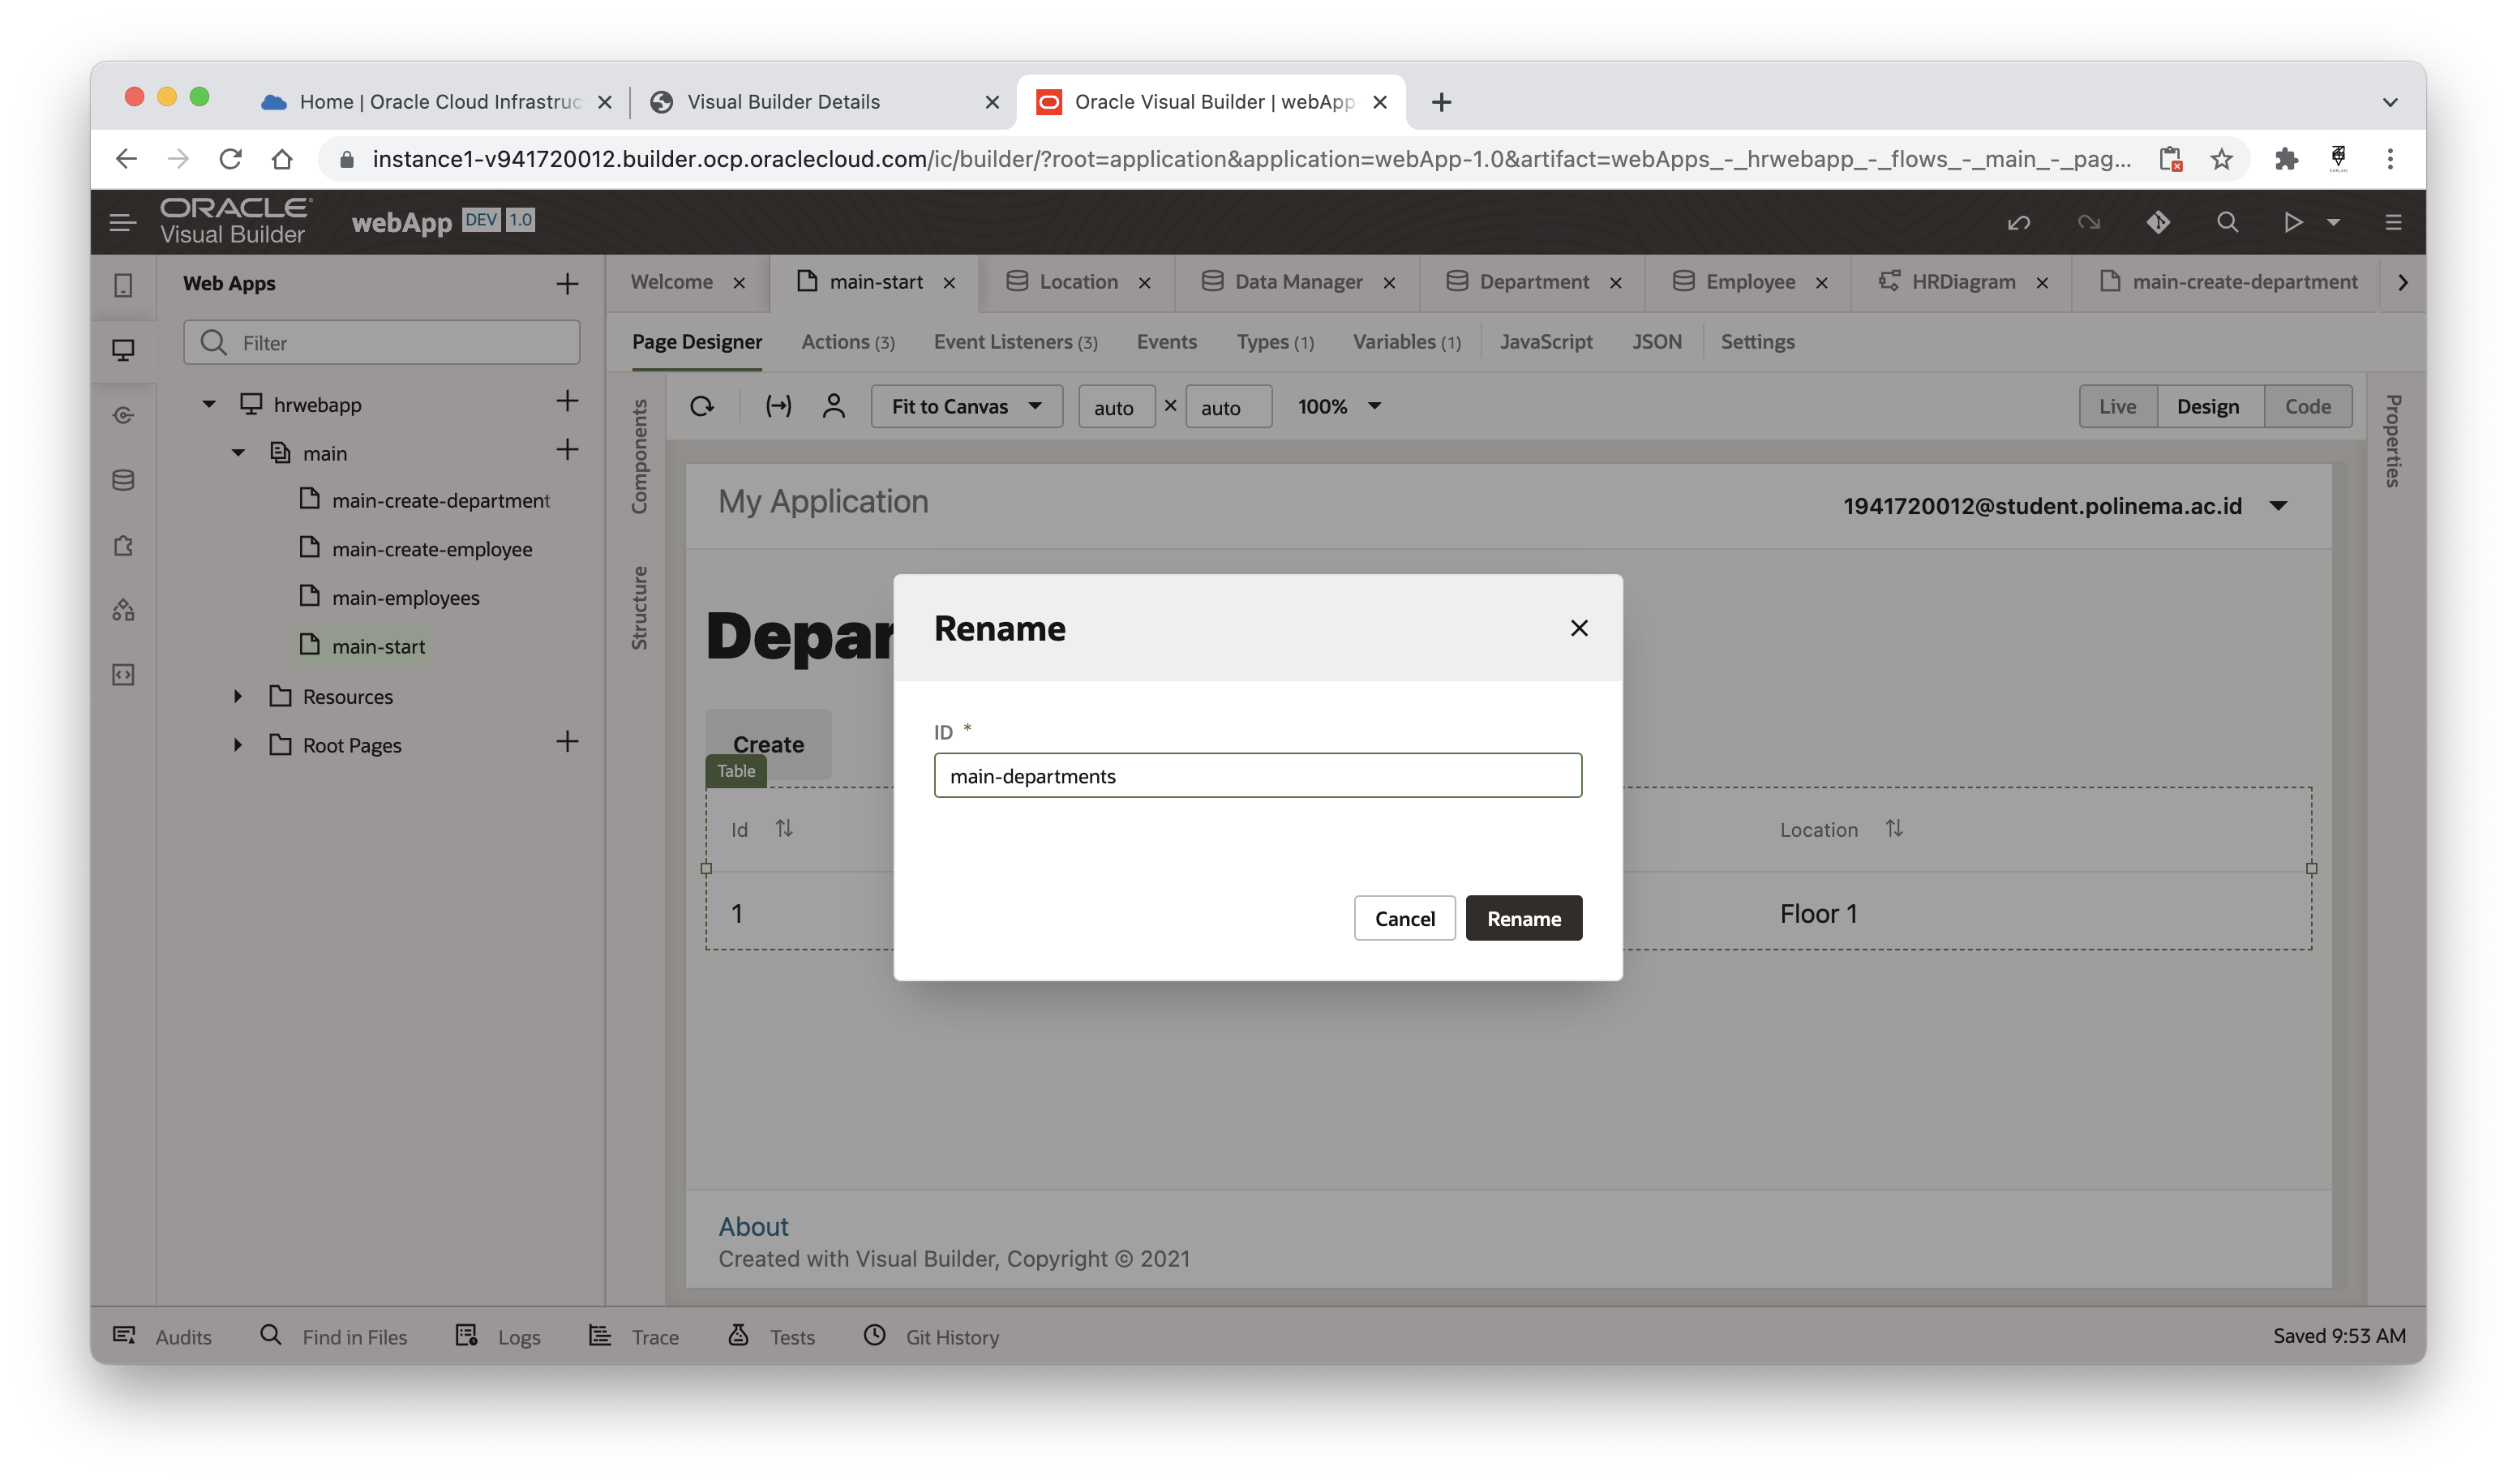 Home | Oracle Cloud Infrastruc
Visual Builder Details
Oracle Visual Builder | webApp
instance1-v941720012.builder.ocp.oraclecloud.com/ic/builder/?root=application&application=webApp-1.0&artifact=webApps_-_hrwebapp_-_flows_-_main_-_pag...
ORACLE
Visual Builder
webApp DEV 1.0
Web Apps
Filter
hrwebapp
main
main-create-department
main-create-employee
main-employees
main-start
Resources
Root Pages
Welcome
main-start
Location
Data Manager
Department
Employee
HRDiagram
main-create-department
Page Designer
Actions (3)
Event Listeners (3)
Events
Types (1)
Variables (1)
JavaScript
JSON
Settings
Components
Structure
Fit to Canvas
auto × auto
100%
Live
Design
Code
Properties
My Application
1941720012@student.polinema.ac.id
Depar
Create
Table
Id
Location
1
Floor 1
Rename
ID *
main-departments
Cancel
Rename
About
Created with Visual Builder, Copyright © 2021
Audits
Find in Files
Logs
Trace
Tests
Git History
Saved 9:53 AM